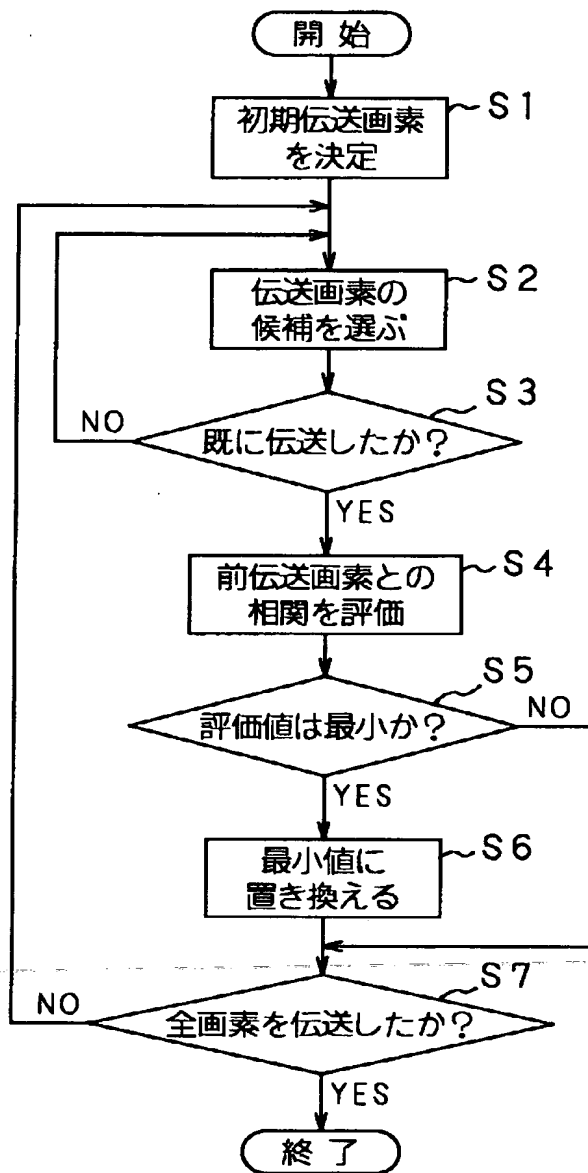 開始
S1
初期伝送画素
を決定
S2
伝送画素の
候補を選ぶ
S3
NO
既に伝送したか?
YES
S4
前伝送画素との
相関を評価
S5
評価値は最小か?
NO
YES
S6
最小値に
置き換える
S7
NO
全画素を伝送したか?
YES
終了